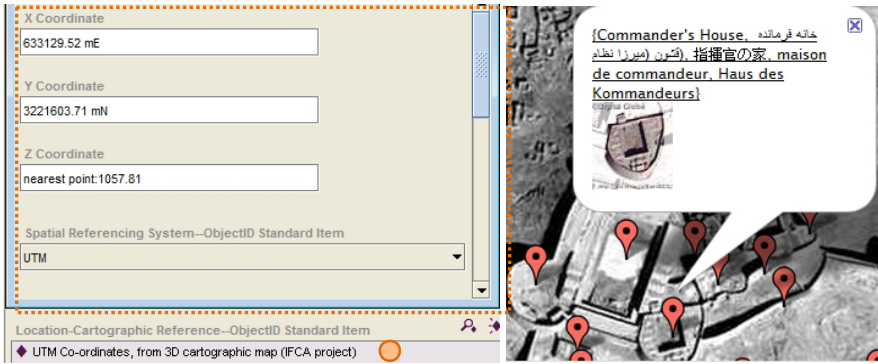 X Coordinate
633129.52 mE
Y Coordinate
3221603.71 mN
Z Coordinate
nearest point:1057.81
Spatial Referencing System--ObjectID Standard Item
UTM
Location-Cartographic Reference--ObjectID Standard Item
UTM Co-ordinates, from 3D cartographic map (IFCA project)
{Commander's House, خانه فرمانده
قشون (میرزا نظام), 指揮官の家, maison
de commandeur, Haus des
Kommandeurs}